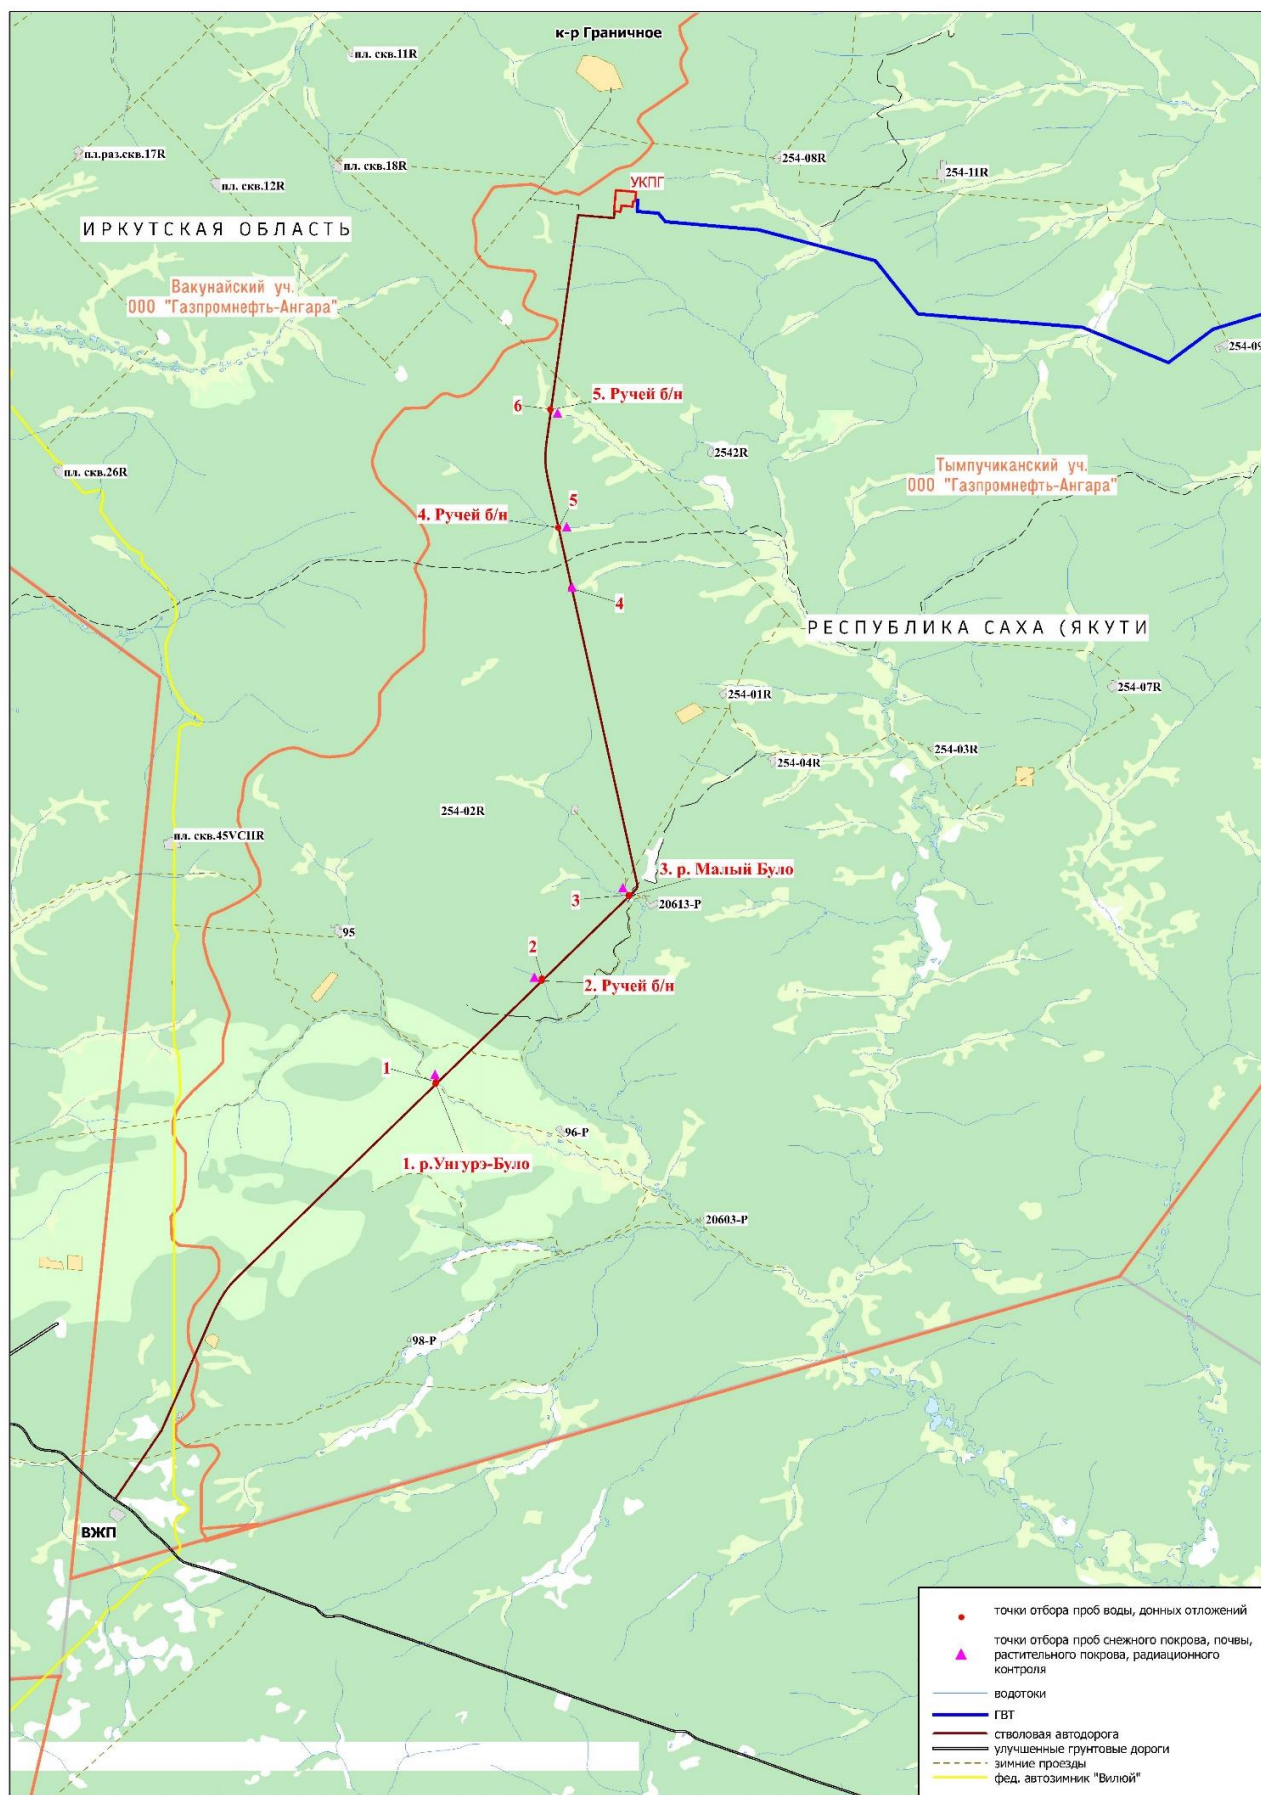 к-р Граничное
пл. скв.11R
пл.раз.скв.17R
пл. скв.18R
254-08R
254-11R
пл. скв.12R
УКПГ
ИРКУТСКАЯ ОБЛАСТЬ
Вакунайский уч.
ООО "Газпромнефть-Ангара"
254-09
6
5. Ручей б/н
2542R
пл. скв.26R
Тымпучиканский уч.
ООО "Газпромнефть-Ангара"
5
4. Ручей б/н
4
РЕСПУБЛИКА САХА (ЯКУТИ
254-01R
254-07R
254-03R
254-04R
254-02R
пл. скв.45VCIIR
3. р. Малый Було
3
20613-Р
95
2
2. Ручей б/н
1
96-Р
1. р.Унгурэ-Було
20603-Р
98-Р
ВЖП
точки отбора проб воды, донных отложений
точки отбора проб снежного покрова, почвы,
растительного покрова, радиационного
контроля
водотоки
ГВТ
стволовая автодорога
улучшенные грунтовые дороги
зимние проезды
фед. автозимник "Вилюй"